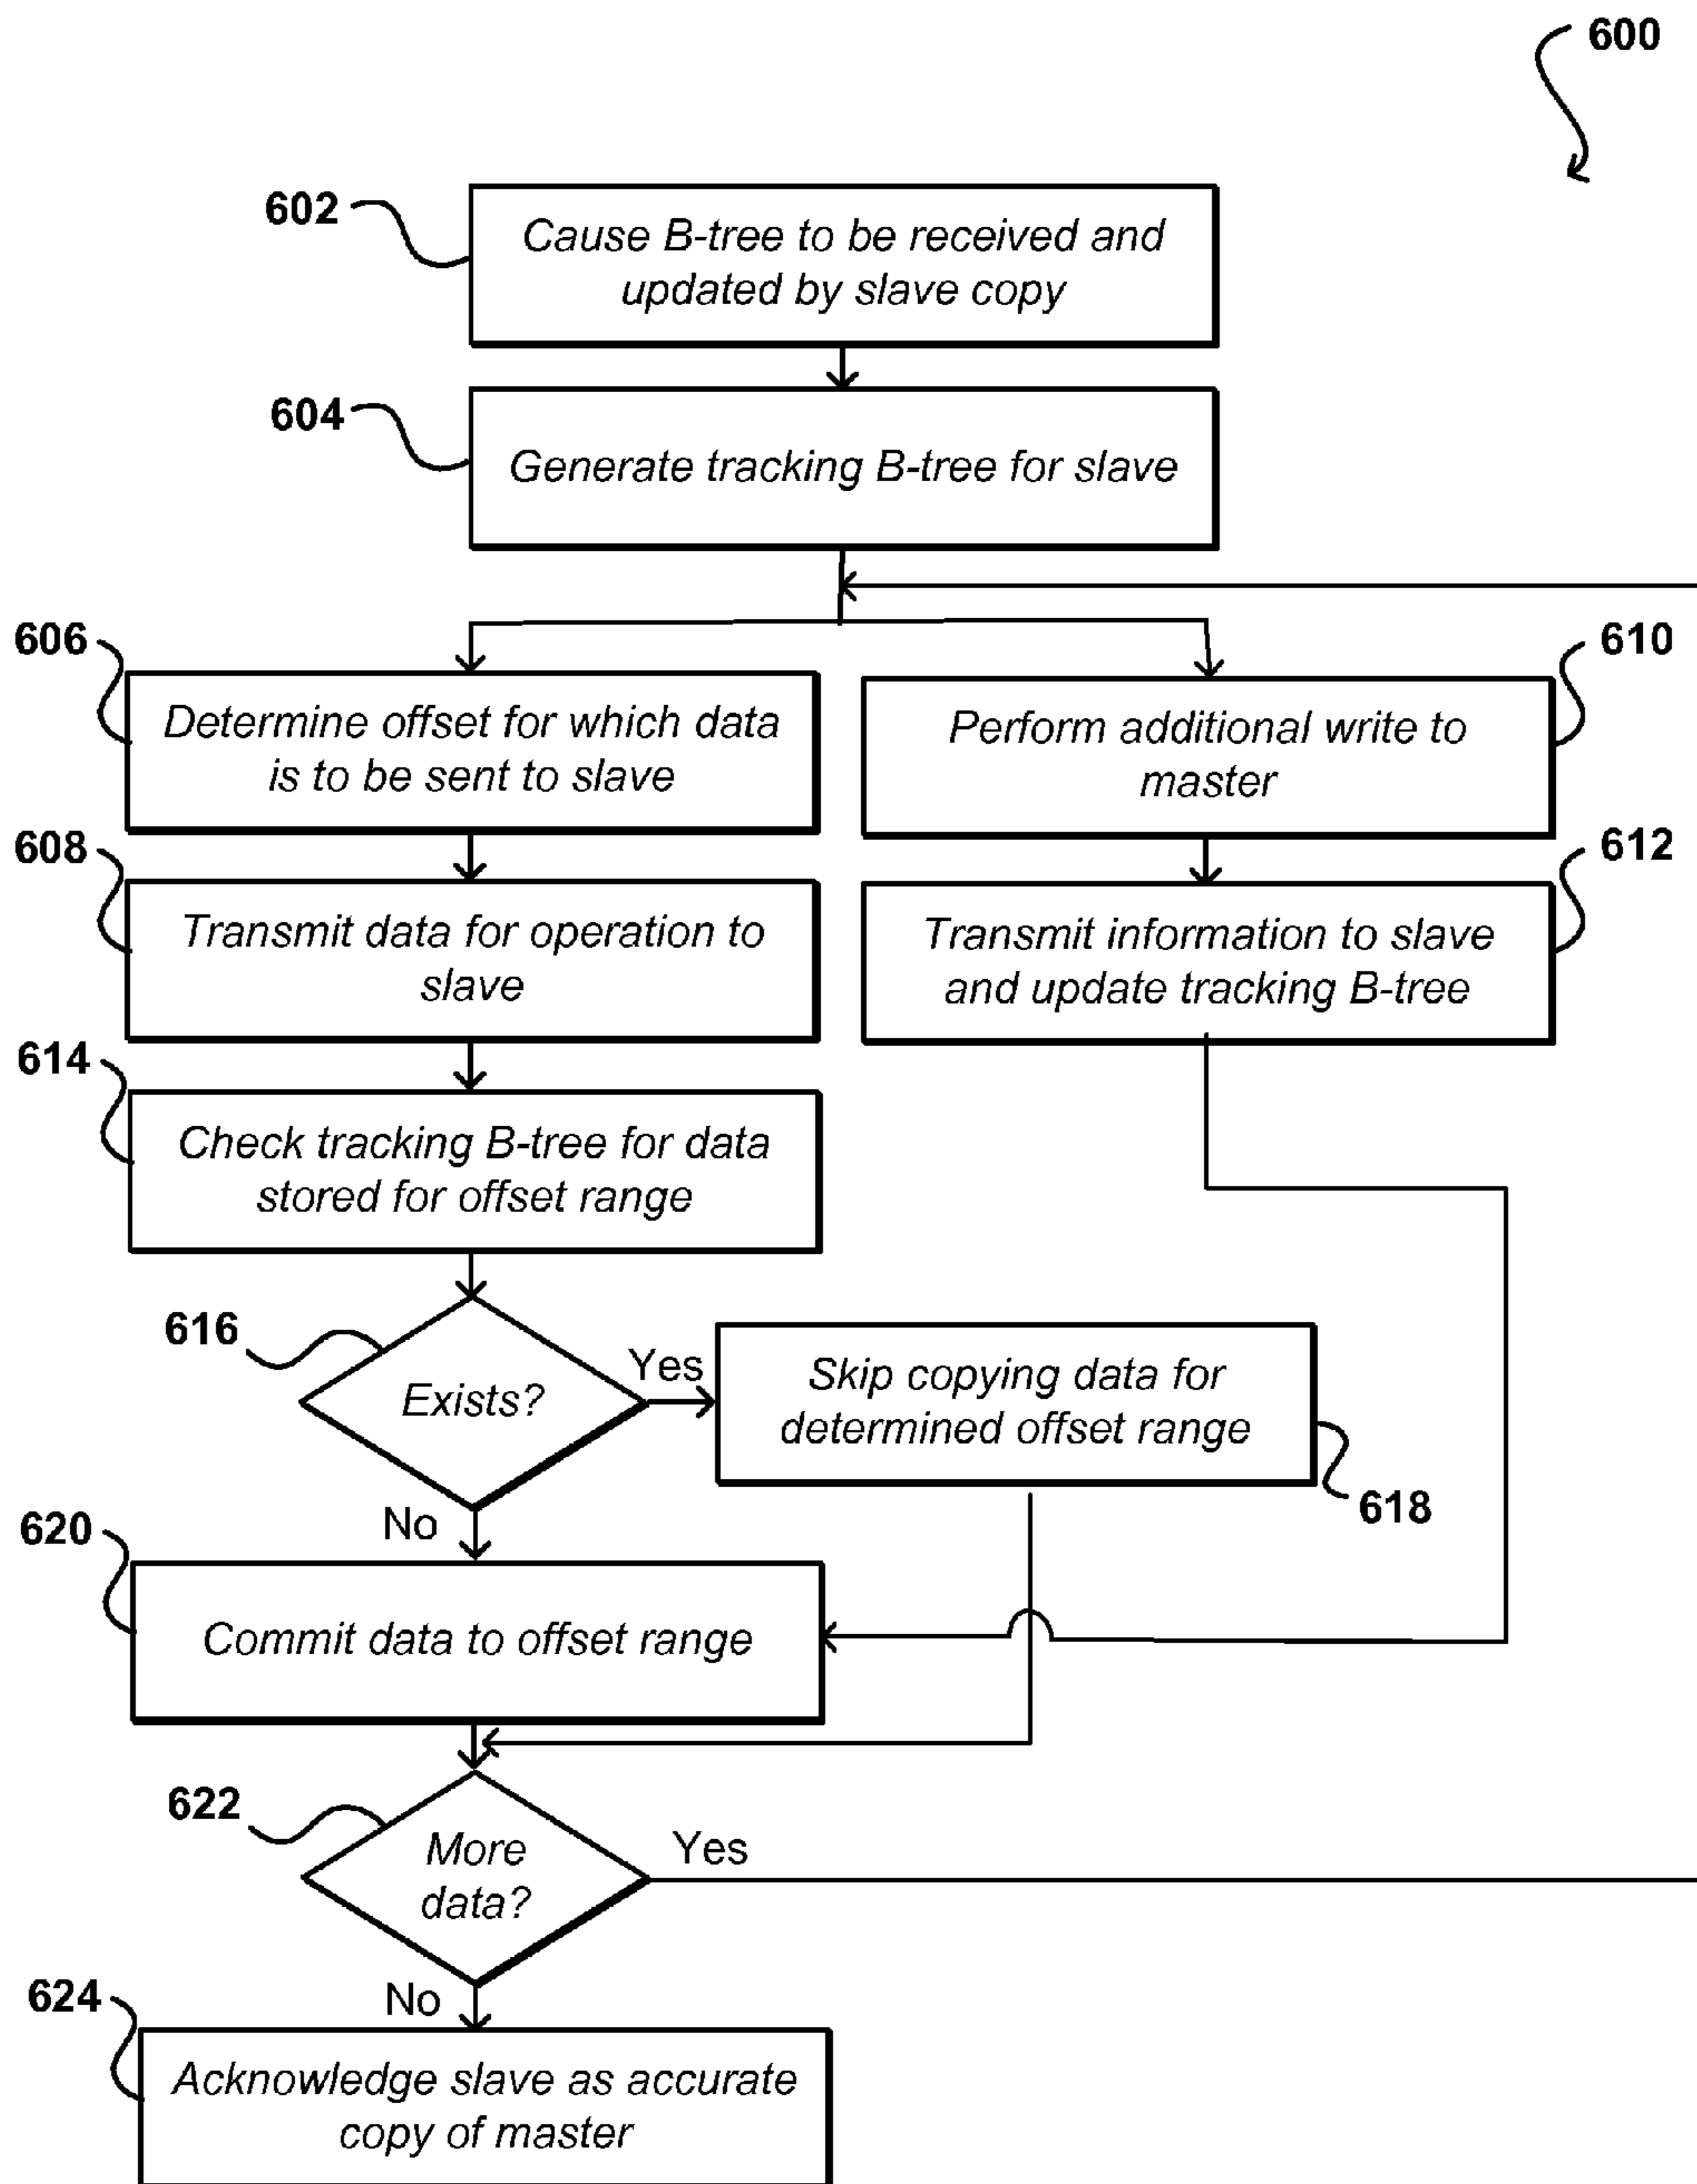 600
602
Cause B-tree to be received and
updated by slave copy
604
Generate tracking B-tree for slave
606
Determine offset for which data
is to be sent to slave
610
Perform additional write to
master
608
Transmit data for operation to
slave
612
Transmit information to slave
and update tracking B-tree
614
Check tracking B-tree for data
stored for offset range
616
Exists?
Yes
Skip copying data for
determined offset range
618
No
620
Commit data to offset range
622
More
data?
Yes
No
624
Acknowledge slave as accurate
copy of master